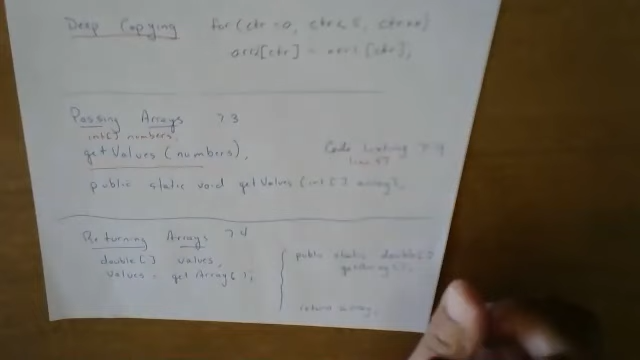 Deep Copying for(ctr=0, ctr<5, ctr++)
arr2[ctr] = arr1[ctr];
Passing Arrays 7.3
int[] numbers;
getValues(numbers);
Code Listing 7.9
public static void getValues(int[] array);
Returning Arrays 7.4
double[] values;
values = getArray();
public static double[]
getArray();
return array;